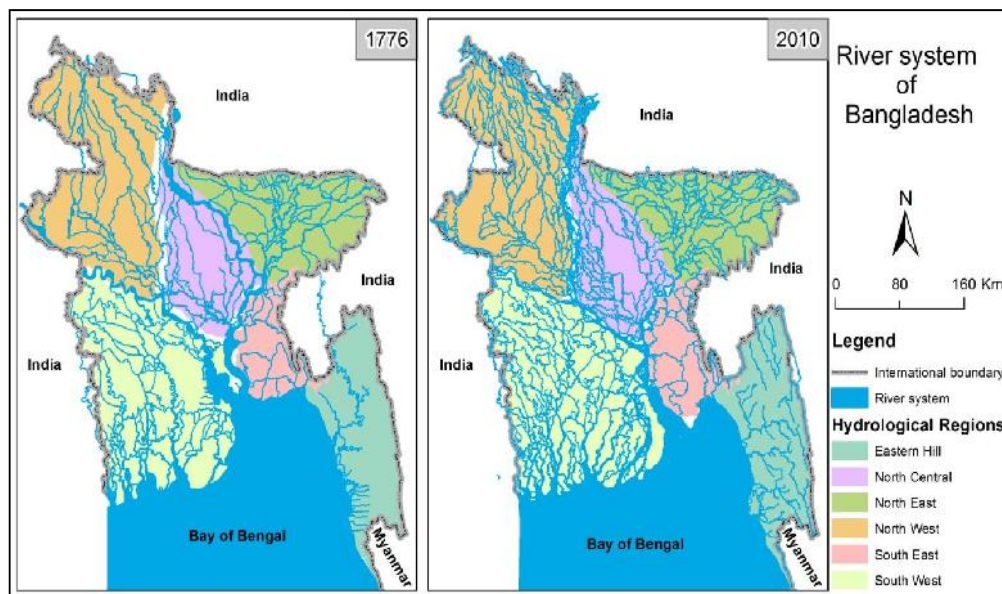 1776
India
India
India
Bay of Bengal
Myanmar
2010
India
India
India
Bay of Bengal
Myanmar
River system
of
Bangladesh
N
0 80 160 Km
Legend
International boundary
River system
Hydrological Regions
Eastern Hill
North Central
North East
North West
South East
South West